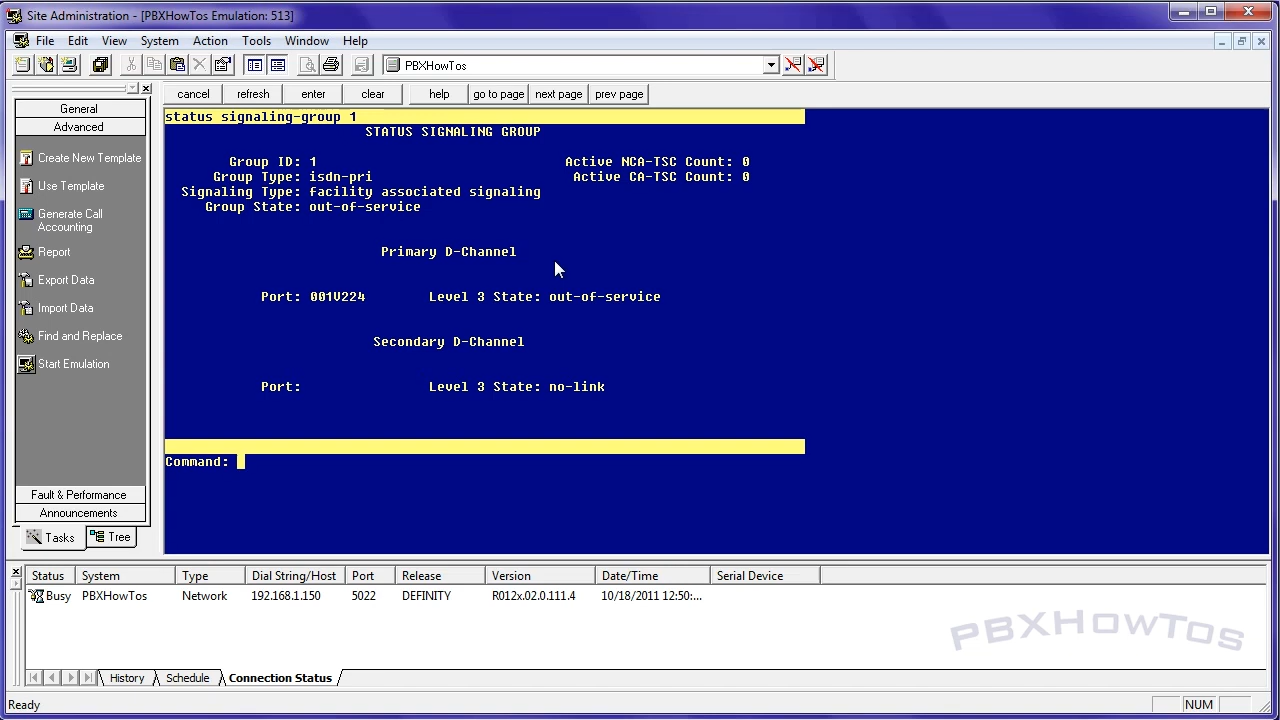 Site Administration - [PBXHowTos Emulation: 513]
File Edit View System Action Tools Window Help
PBXHowTos
cancel refresh enter clear help go to page next page prev page
General
Advanced
Create New Template
Use Template
Generate Call
Accounting
Report
Export Data
Import Data
Find and Replace
Start Emulation
Fault & Performance
Announcements
Tasks Tree
status signaling-group 1
STATUS SIGNALING GROUP
Group ID: 1 Active NCA-TSC Count: 0
Group Type: isdn-pri Active CA-TSC Count: 0
Signaling Type: facility associated signaling
Group State: out-of-service
Primary D-Channel
Port: 001V224 Level 3 State: out-of-service
Secondary D-Channel
Port: Level 3 State: no-link
Command:
Status System Type Dial String/Host Port Release Version Date/Time Serial Device
Busy PBXHowTos Network 192.168.1.150 5022 DEFINITY R012x.02.0.111.4 10/18/2011 12:50:...
PBXHowTos
History Schedule Connection Status
Ready NUM